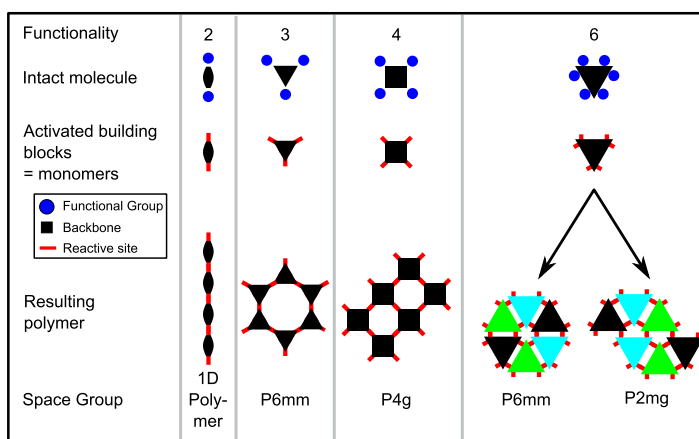 Functionality 2 3 4 6
Intact molecule
Activated building
blocks
= monomers
Functional Group
Backbone
Reactive site
Resulting
polymer
Space Group
1D
Poly-
mer
P6mm
P4g
P6mm
P2mg